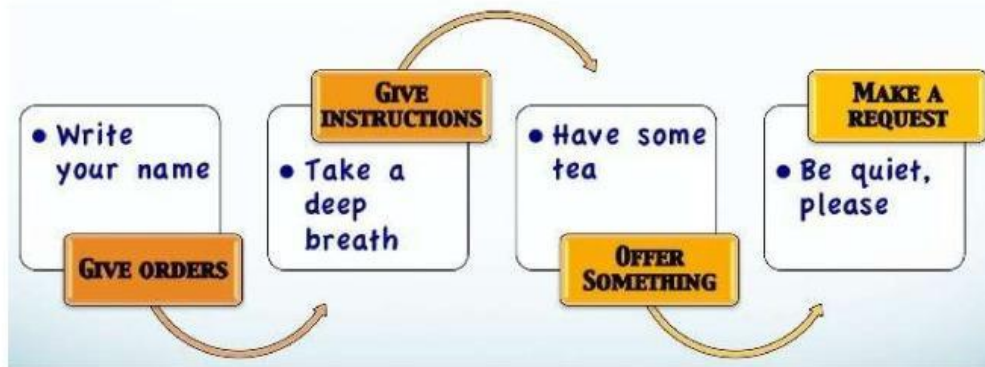 • Write
your name
GIVE ORDERS
GIVE
INSTRUCTIONS
• Take a
deep
breath
• Have some
tea
OFFER
SOMETHING
MAKE A
REQUEST
• Be quiet,
please